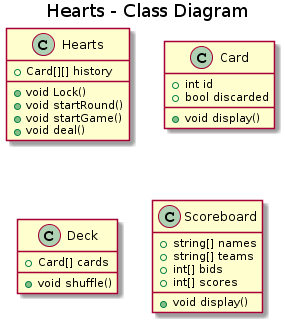 Hearts - Class Diagram
C Hearts
Card[][] history
void Lock()
void startRound()
void startGame()
void deal()
C Card
int id
bool discarded
void display()
C Deck
Card[] cards
void shuffle()
C Scoreboard
string[] names
string[] teams
int[] bids
int[] scores
void display()